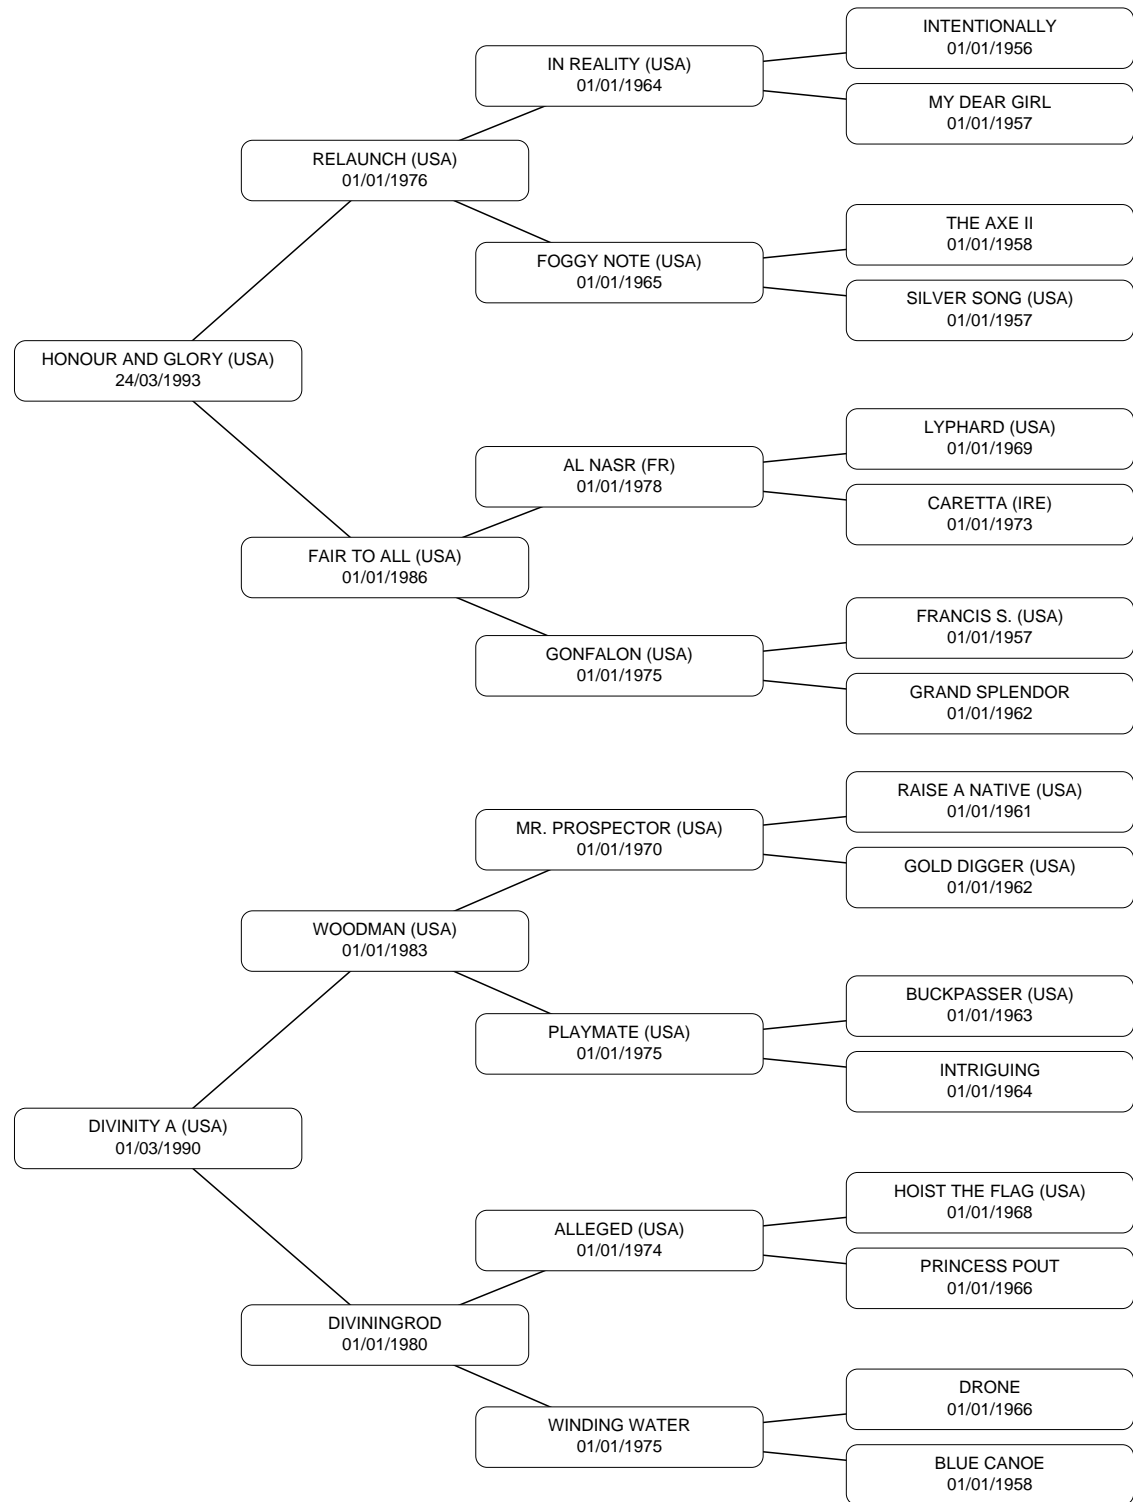 INTENTIONALLY
01/01/1956
IN REALITY (USA)
01/01/1964
MY DEAR GIRL
01/01/1957
RELAUNCH (USA)
01/01/1976
THE AXE II
01/01/1958
FOGGY NOTE (USA)
01/01/1965
SILVER SONG (USA)
01/01/1957
HONOUR AND GLORY (USA)
24/03/1993
LYPHARD (USA)
01/01/1969
AL NASR (FR)
01/01/1978
CARETTA (IRE)
01/01/1973
FAIR TO ALL (USA)
01/01/1986
FRANCIS S. (USA)
01/01/1957
GONFALON (USA)
01/01/1975
GRAND SPLENDOR
01/01/1962
RAISE A NATIVE (USA)
01/01/1961
MR. PROSPECTOR (USA)
01/01/1970
GOLD DIGGER (USA)
01/01/1962
WOODMAN (USA)
01/01/1983
BUCKPASSER (USA)
01/01/1963
PLAYMATE (USA)
01/01/1975
INTRIGUING
01/01/1964
DIVINITY A (USA)
01/03/1990
HOIST THE FLAG (USA)
01/01/1968
ALLEGED (USA)
01/01/1974
PRINCESS POUT
01/01/1966
DIVININGROD
01/01/1980
DRONE
01/01/1966
WINDING WATER
01/01/1975
BLUE CANOE
01/01/1958